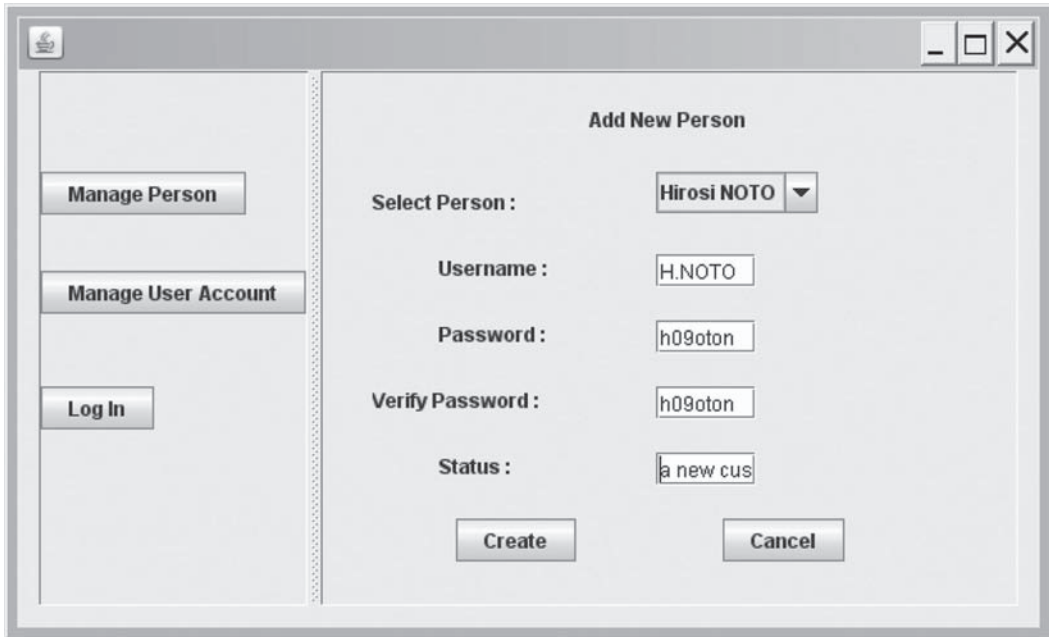 Add New Person
Manage Person
Select Person :
Hirosi NOTO
Username :
H.NOTO
Manage User Account
Password :
h09oton
Verify Password :
h09oton
Log In
Status :
a new cus
Create
Cancel